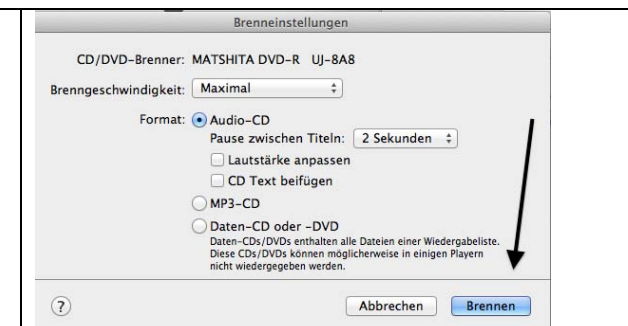 Brenneinstellungen
CD/DVD-Brenner: MATSHITA DVD-R UJ-8A8
Brenngeschwindigkeit: Maximal
Format: Audio-CD
Pause zwischen Titeln: 2 Sekunden
Lautstärke anpassen
CD Text beifügen
MP3-CD
Daten-CD oder -DVD
Daten-CDs/DVDs enthalten alle Dateien einer Wiedergabeliste.
Diese CDs/DVDs können möglicherweise in einigen Playern
nicht wiedergegeben werden.
? Abbrechen Brennen